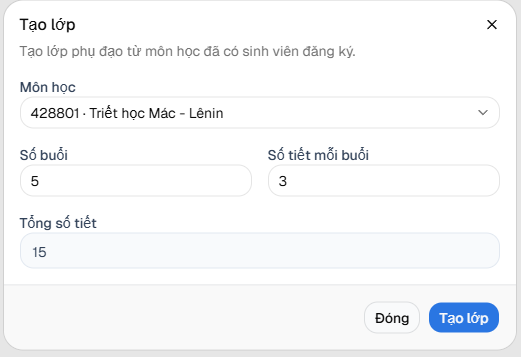 Tạo lớp
Tạo lớp phụ đạo từ môn học đã có sinh viên đăng ký.
Môn học
428801 · Triết học Mác - Lênin
Số buổi
Số tiết mỗi buổi
5
3
Tổng số tiết
15
Đóng
Tạo lớp